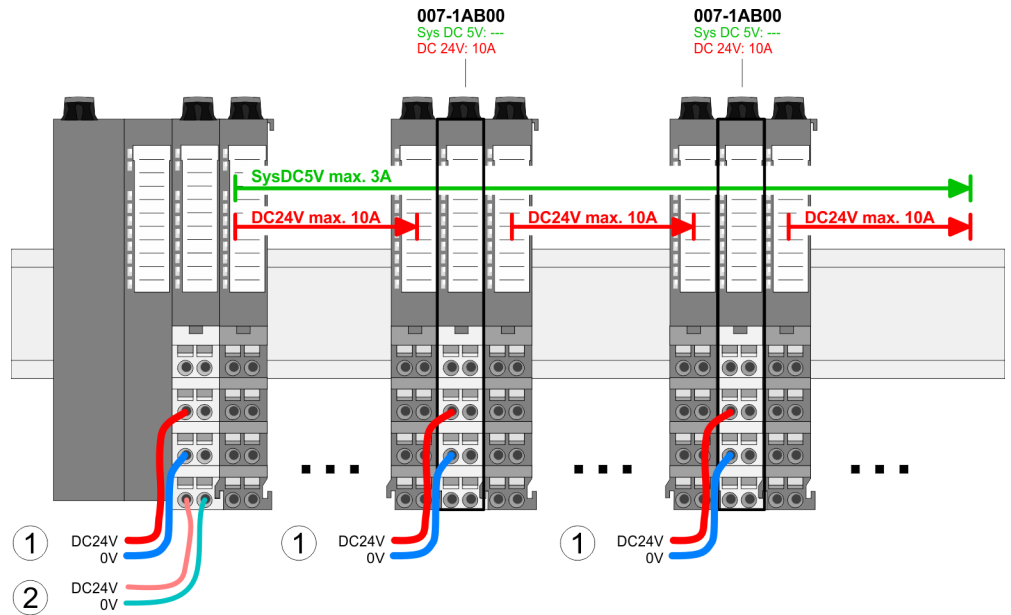 007-1AB00
Sys DC 5V: ---
DC 24V: 10A
007-1AB00
Sys DC 5V: ---
DC 24V: 10A
SysDC5V max. 3A
DC24V max. 10A
DC24V max. 10A
DC24V max. 10A
1
DC24V
0V
1
DC24V
0V
1
DC24V
0V
2
DC24V
0V